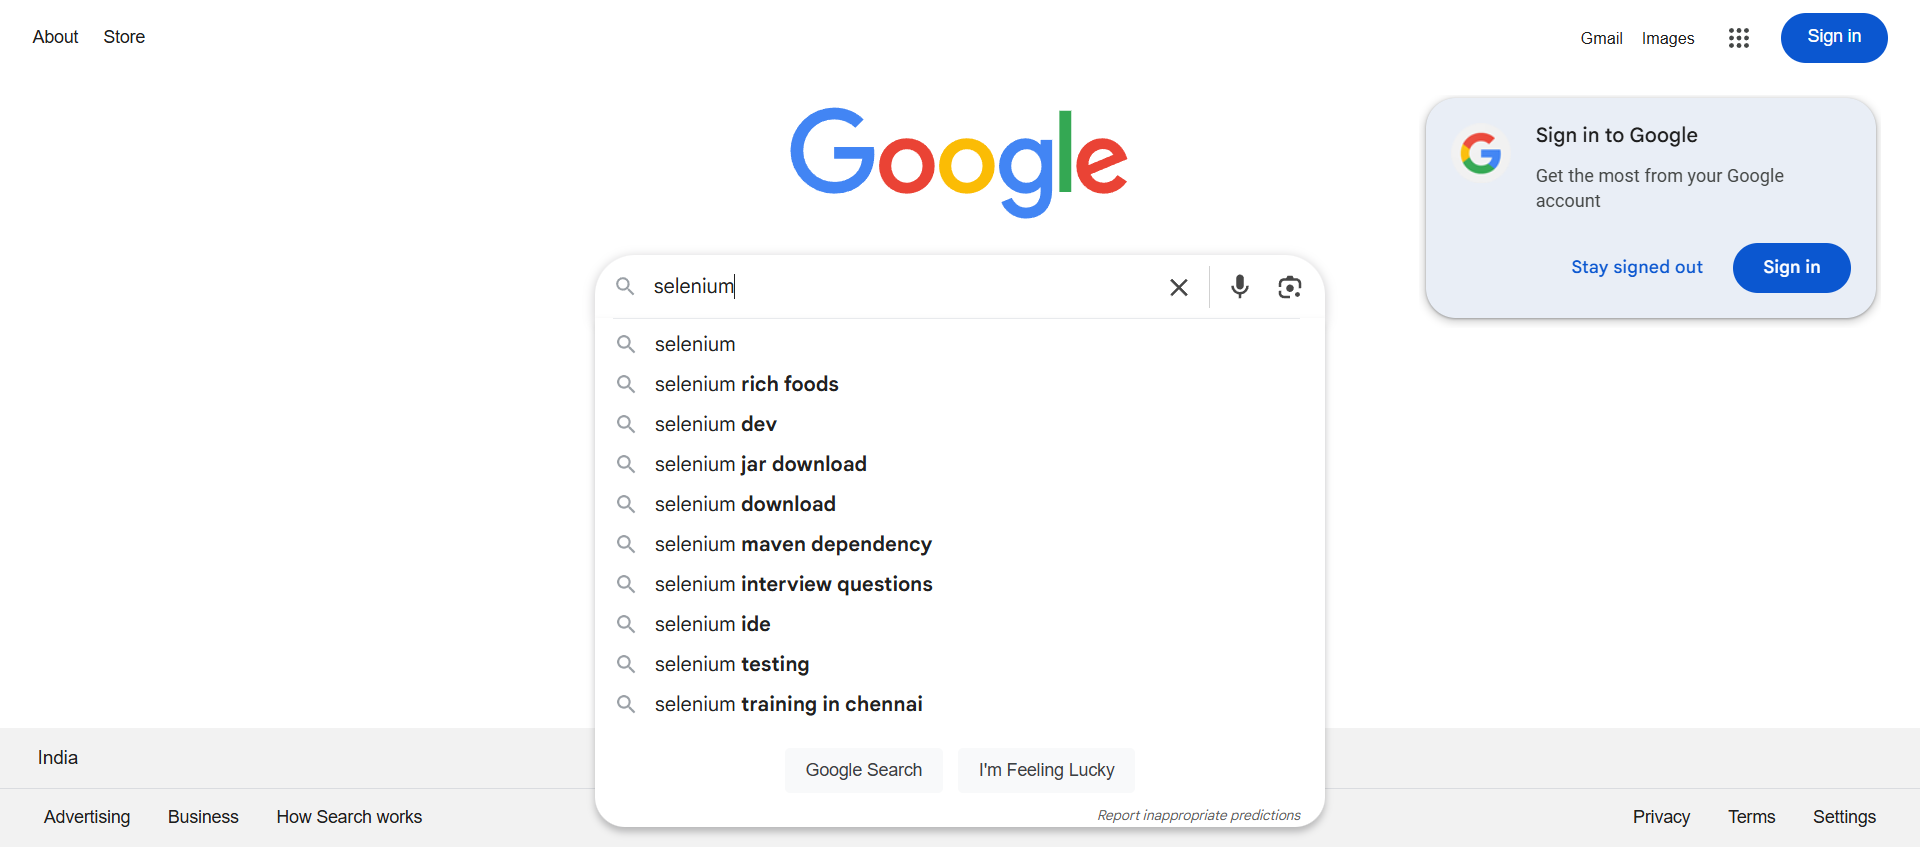 About Store
Gmail Images Sign in
Google
Sign in to Google
Get the most from your Google
account
Stay signed out Sign in
selenium
selenium
selenium rich foods
selenium dev
selenium jar download
selenium download
selenium maven dependency
selenium interview questions
selenium ide
selenium testing
selenium training in chennai
Google Search I'm Feeling Lucky
Report inappropriate predictions
India
Advertising Business How Search works
Privacy Terms Settings